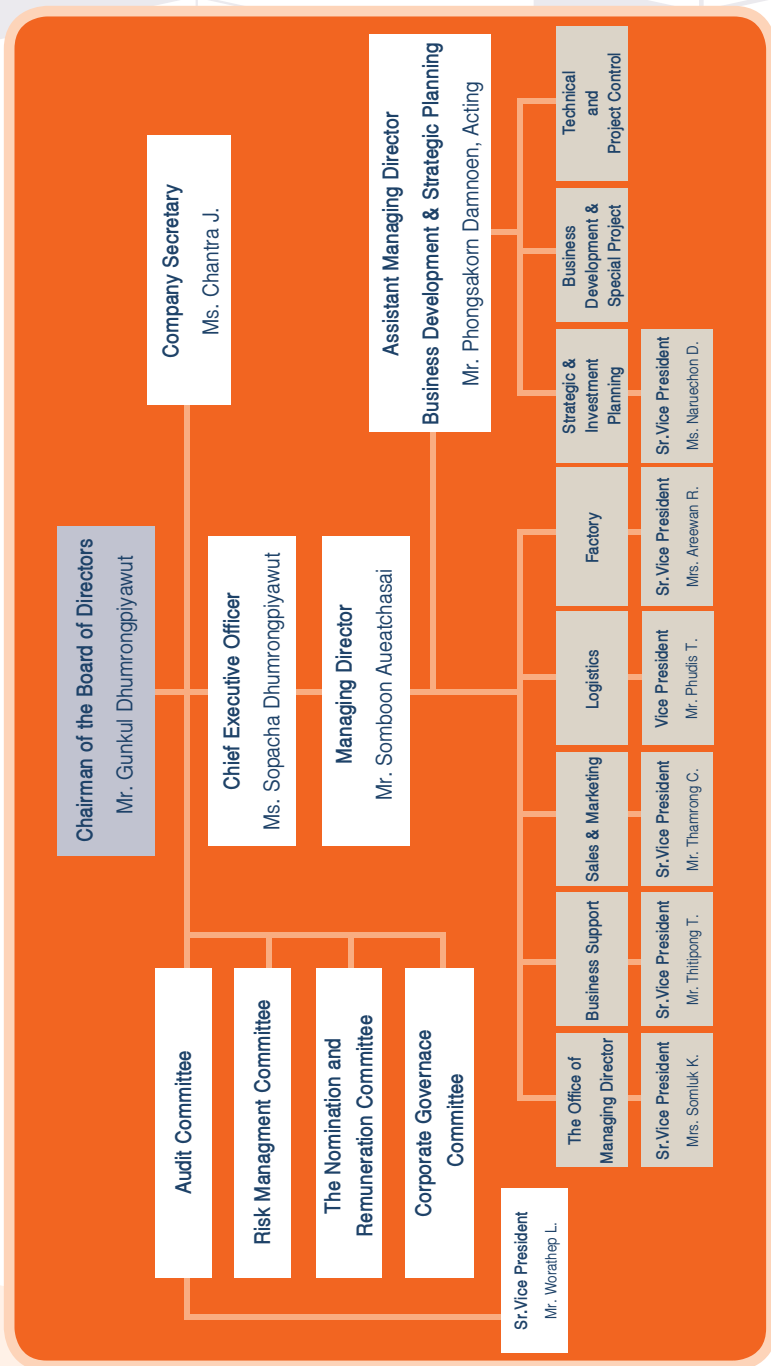 Chairman of the Board of Directors
Mr. Gunkul Dhumrongpiyawut
Company Secretary
Ms. Chantra J.
Audit Committee
Risk Managment Committee
The Nomination and
Remuneration Committee
Corporate Governace
Committee
Sr.Vice President
Mr. Worathep L.
Chief Executive Officer
Ms. Sopacha Dhumrongpiyawut
Managing Director
Mr. Somboon Aueatchasai
Assistant Managing Director
Business Development & Strategic Planning
Mr. Phongsakorn Damnoen, Acting
The Office of
Managing Director
Sr.Vice President
Mrs. Somluk K.
Business Support
Sr.Vice President
Mr. Thitipong T.
Sales & Marketing
Sr.Vice President
Mr. Thamrong C.
Logistics
Vice President
Mr. Phudis T.
Factory
Sr.Vice President
Mrs. Areewan R.
Strategic &
Investment
Planning
Sr.Vice President
Ms. Naruechon D.
Business
Development &
Special Project
Technical
and
Project Control